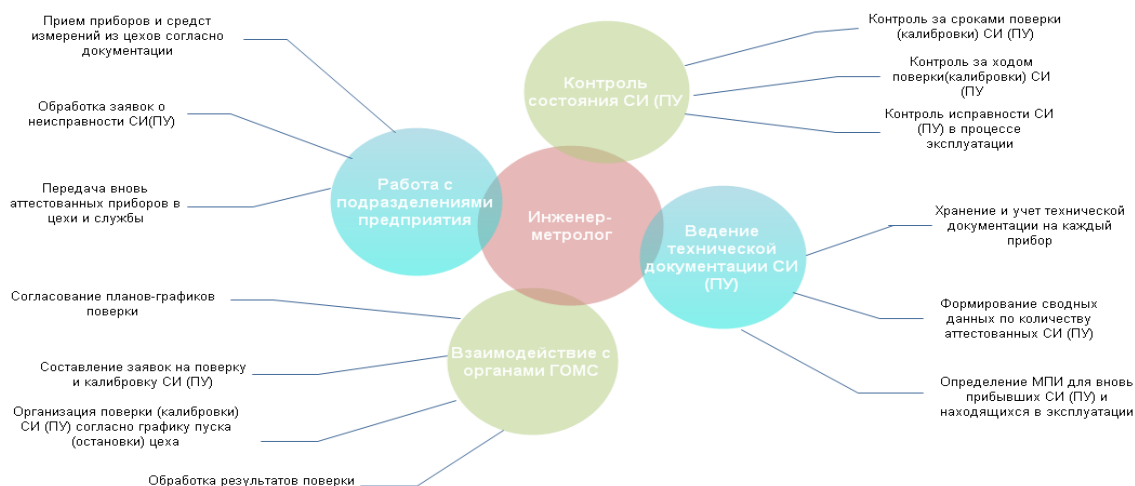 Прием приборов и средст
измерений из цехов согласно
документации
Обработка заявок о
неисправности СИ(ПУ)
Передача вновь
аттестованных приборов в
цехи и службы
Работа с
подразделениями
предприятия
Контроль
состояния СИ (ПУ
Контроль за сроками поверки
(калибровки) СИ (ПУ)
Контроль за ходом
поверки(калибровки) СИ
(ПУ
Контроль исправности СИ
(ПУ) в процессе
эксплуатации
Инженер-
метролог
Ведение
технической
документации СИ
(ПУ)
Хранение и учет технической
документации на каждый
прибор
Формирование сводных
данных по количеству
аттестованных СИ (ПУ)
Определение МПИ для вновь
прибывших СИ (ПУ) и
находящихся в эксплуатации
Согласование планов-графиков
поверки
Составление заявок на поверку
и калибровку СИ (ПУ)
Организация поверки (калибровки)
СИ (ПУ) согласно графику пуска
(остановки) цеха
Обработка результатов поверки
Взаимодействие с
органами ГОМС